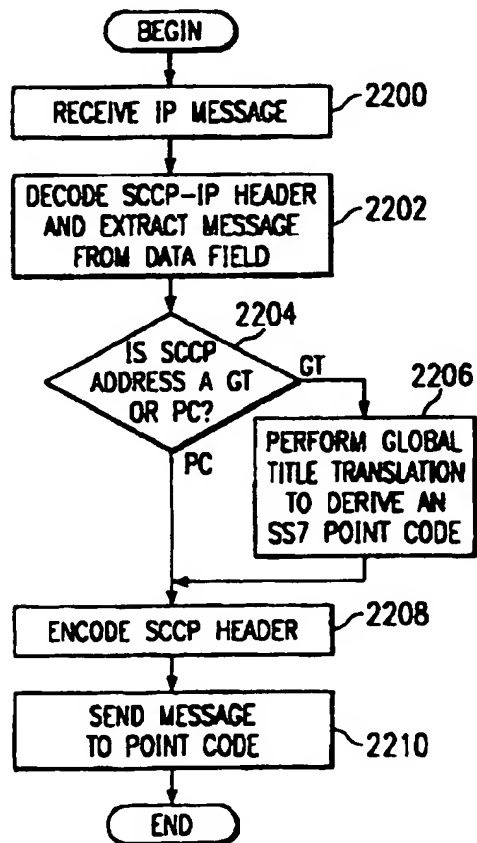 BEGIN
RECEIVE IP MESSAGE
2200
DECODE SCCP-IP HEADER
AND EXTRACT MESSAGE
FROM DATA FIELD
2202
2204
IS SCCP
ADDRESS A GT
OR PC?
GT
PC
2206
PERFORM GLOBAL
TITLE TRANSLATION
TO DERIVE AN
SS7 POINT CODE
ENCODE SCCP HEADER
2208
SEND MESSAGE
TO POINT CODE
2210
END